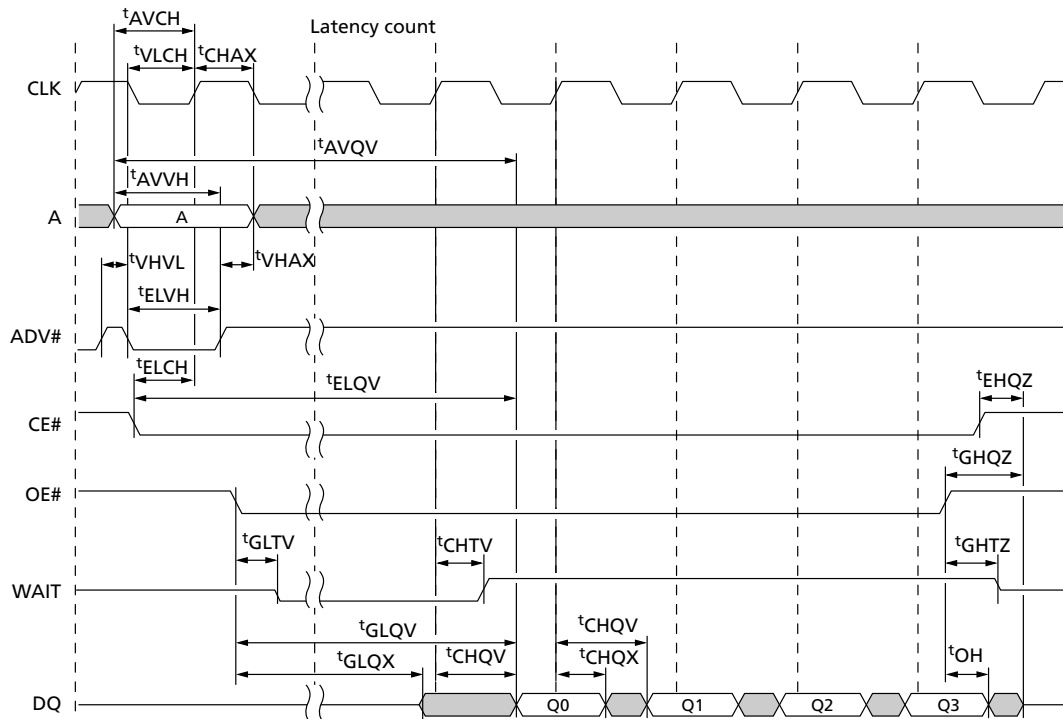 tAVCH
Latency count
tVLCH tCHAX
CLK
tAVQV
tAVVH
A A
tVHVL tVHAX
tELVH
ADV#
tELCH
tELQV
tEHQZ
CE#
tGHQZ
OE#
tGLTV tCHTV tGHTZ
WAIT
tGLQV tCHQV
tGLQX tCHQV tCHQX tOH
DQ Q0 Q1 Q2 Q3